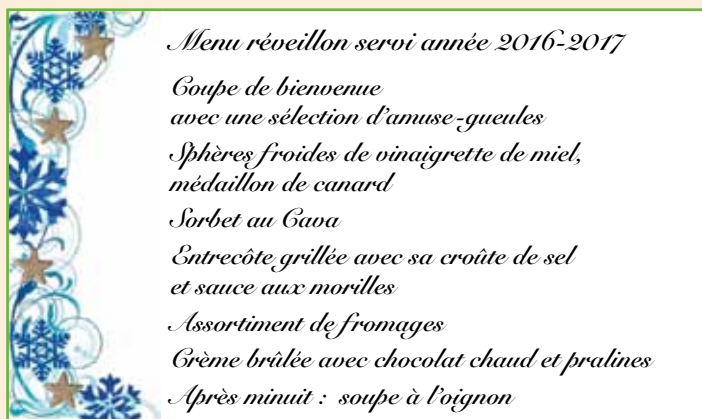 Menu réveillon servi année 2016-2017
Coupe de bienvenue
avec une sélection d'amuse-gueules
Sphères froides de vinaigrette de miel,
médaillon de canard
Sorbet au Cava
Entrecôte grillée avec sa croûte de sel
et sauce aux morilles
Assortiment de fromages
Crème brûlée avec chocolat chaud et pralines
Après minuit : soupe à l'oignon